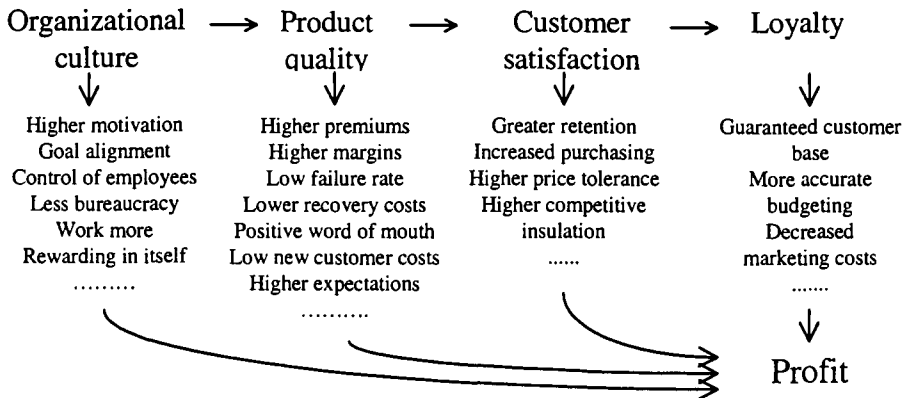 Organizational
culture
Product
quality
Customer
satisfaction
Loyalty
Higher motivation
Goal alignment
Control of employees
Less bureaucracy
Work more
Rewarding in itself
.........
Higher premiums
Higher margins
Low failure rate
Lower recovery costs
Positive word of mouth
Low new customer costs
Higher expectations
..........
Greater retention
Increased purchasing
Higher price tolerance
Higher competitive
insulation
......
Guaranteed customer
base
More accurate
budgeting
Decreased
marketing costs
.......
Profit